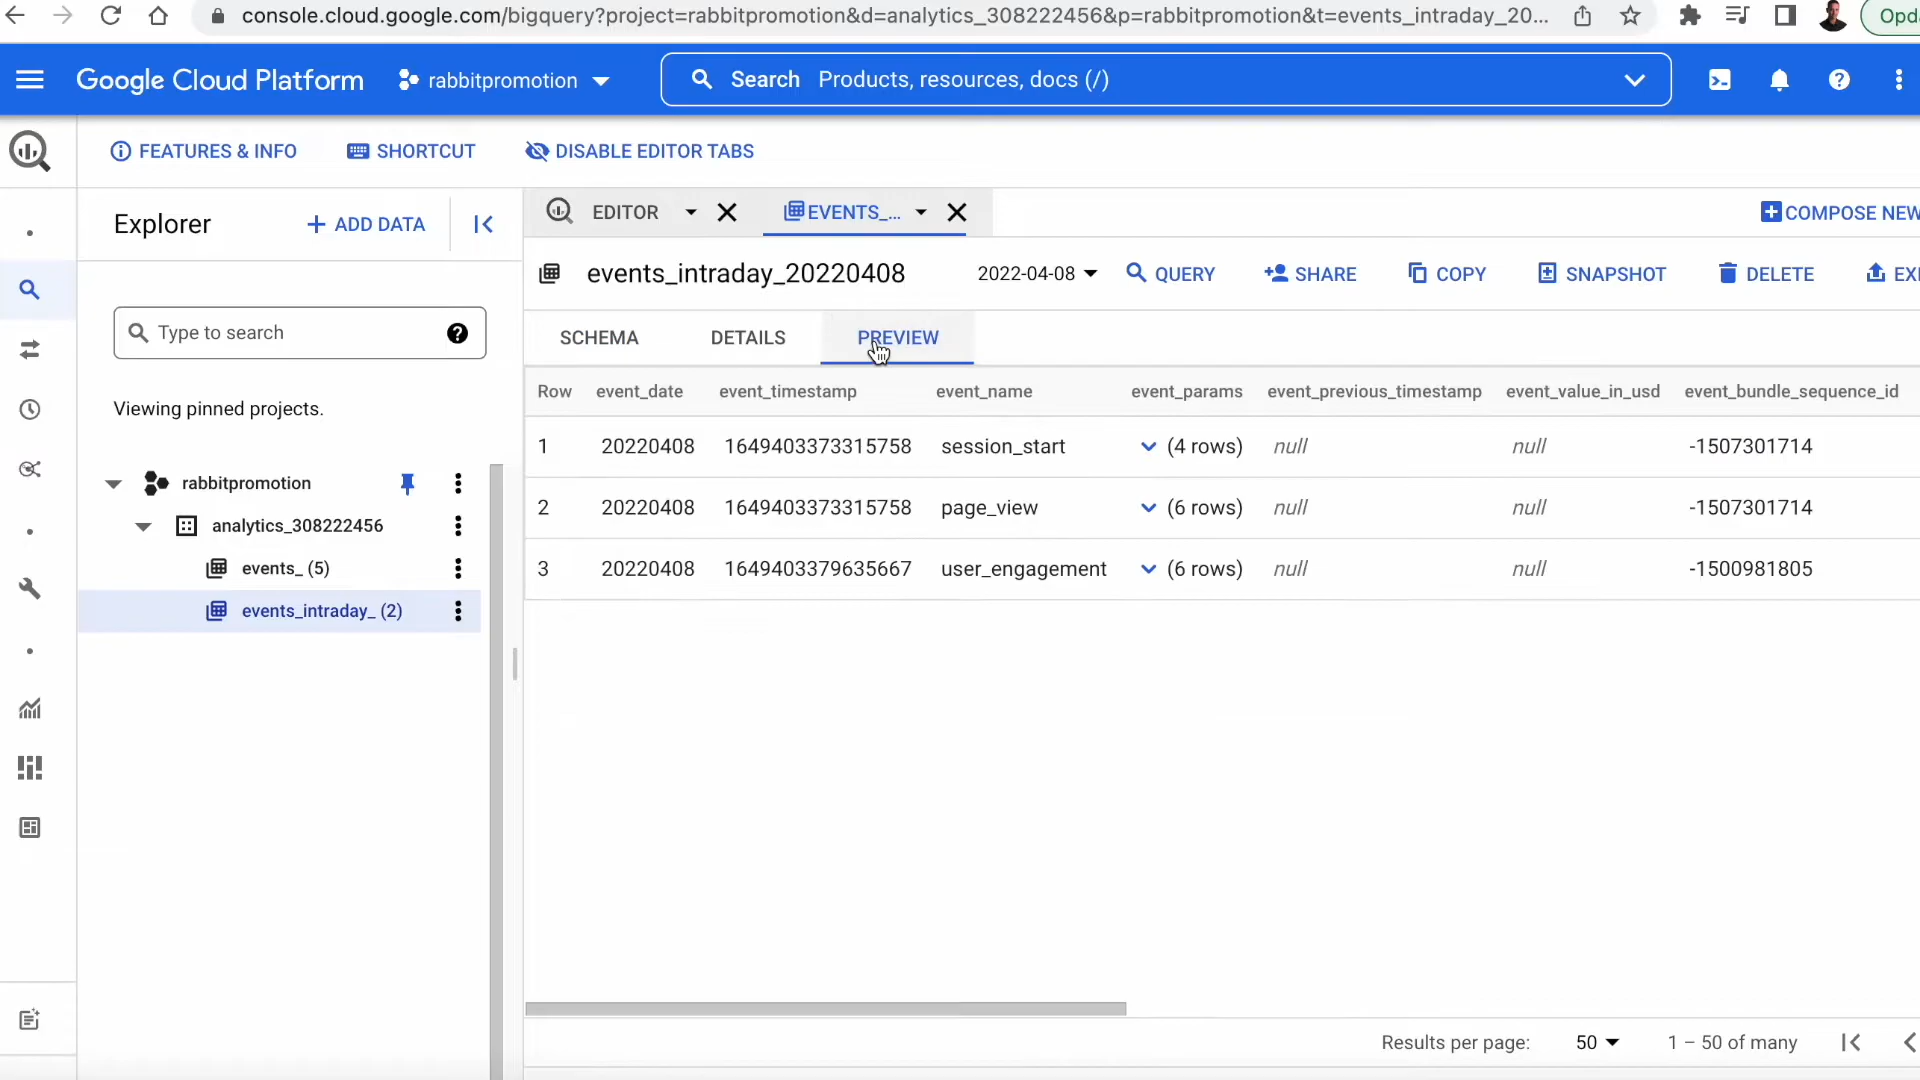 console.cloud.google.com/bigquery?project=rabbitpromotion&d=analytics_308222456&p=rabbitpromotion&t=events_intraday_20...
Opd
Google Cloud Platform rabbitpromotion Search Products, resources, docs (/)
FEATURES & INFO SHORTCUT DISABLE EDITOR TABS
Explorer + ADD DATA
EDITOR EVENTS_... COMPOSE NEW
events_intraday_20220408 2022-04-08 QUERY SHARE COPY SNAPSHOT DELETE EX
Type to search
SCHEMA DETAILS PREVIEW
Viewing pinned projects.
rabbitpromotion
analytics_308222456
events_ (5)
events_intraday_ (2)
Row event_date event_timestamp event_name event_params event_previous_timestamp event_value_in_usd event_bundle_sequence_id
1 20220408 1649403373315758 session_start (4 rows) null null -1507301714
2 20220408 1649403373315758 page_view (6 rows) null null -1507301714
3 20220408 1649403379635667 user_engagement (6 rows) null null -1500981805
Results per page: 50 1 – 50 of many